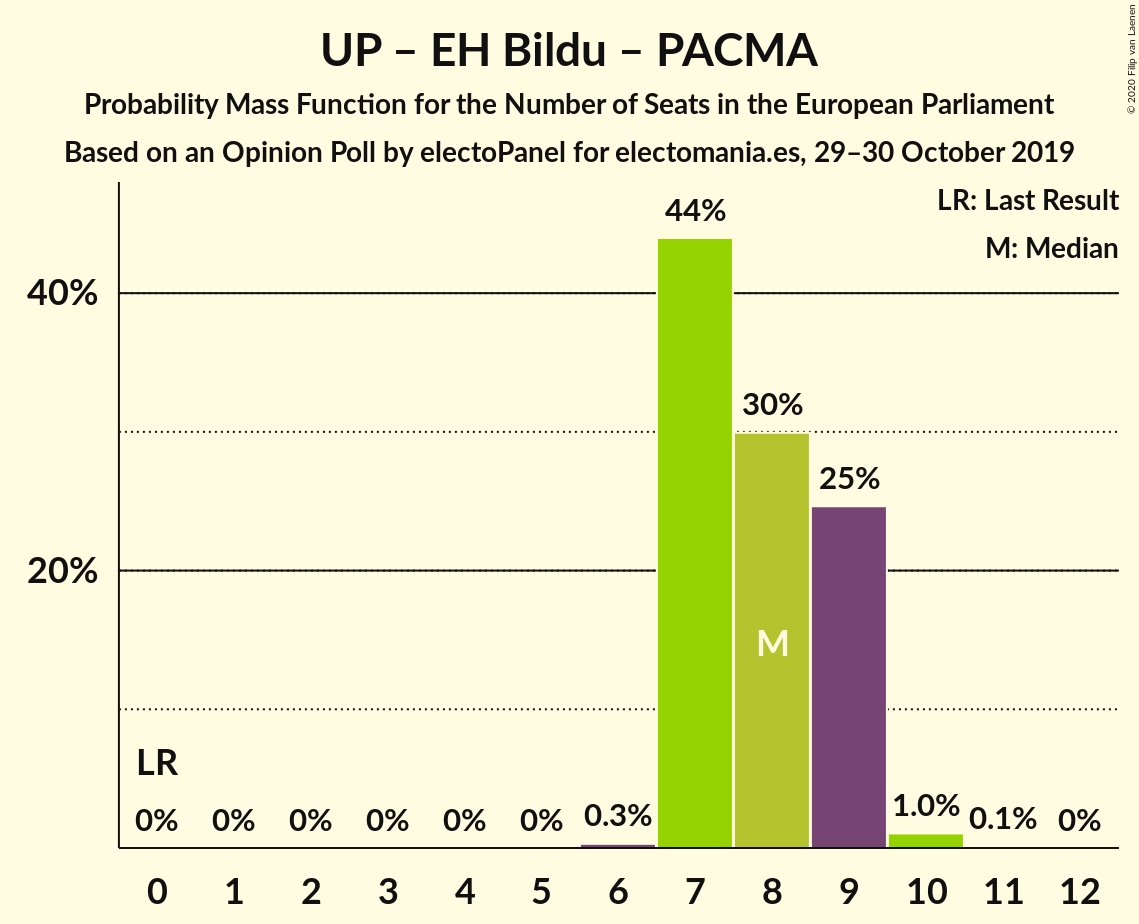 UP – EH Bildu – PACMA
Probability Mass Function for the Number of Seats in the European Parliament
Based on an Opinion Poll by electoPanel for electomania.es, 29–30 October 2019
© 2020 Filip van Laenen
LR: Last Result
M: Median
44%
40%
30%
25%
20%
M
LR
0% 0% 0% 0% 0% 0% 0.3% 1.0% 0.1% 0%
0 1 2 3 4 5 6 7 8 9 10 11 12